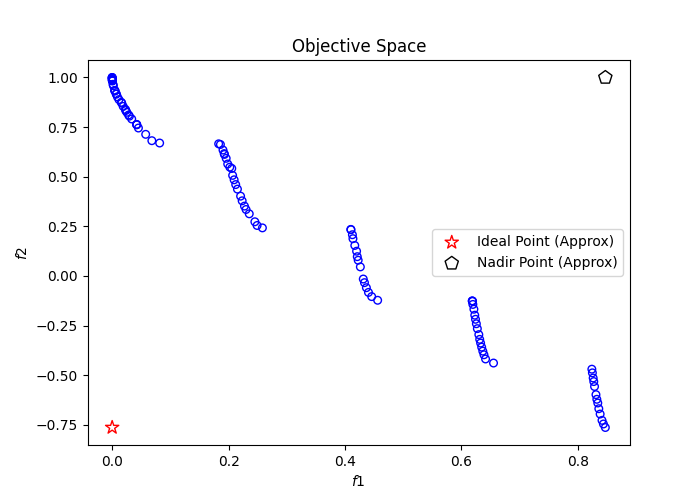 Objective Space
1.00
0.75
0.50
0.25
0.00
−0.25
−0.50
−0.75
f2
Ideal Point (Approx)
Nadir Point (Approx)
0.0 0.2 0.4 0.6 0.8
f1